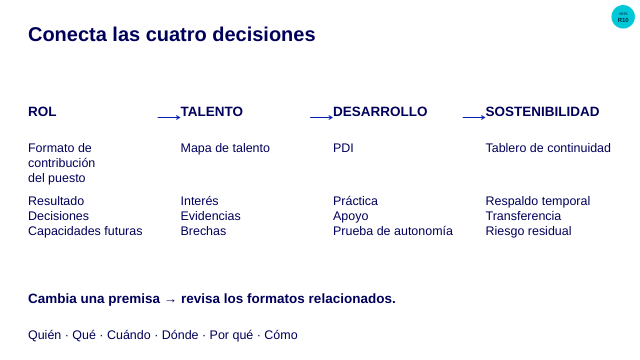 Conecta las cuatro decisiones
R10
ROL → TALENTO → DESARROLLO → SOSTENIBILIDAD
Formato de
contribución
del puesto
Mapa de talento
PDI
Tablero de continuidad
Resultado
Decisiones
Capacidades futuras
Interés
Evidencias
Brechas
Práctica
Apoyo
Prueba de autonomía
Respaldo temporal
Transferencia
Riesgo residual
Cambia una premisa → revisa los formatos relacionados.
Quién · Qué · Cuándo · Dónde · Por qué · Cómo